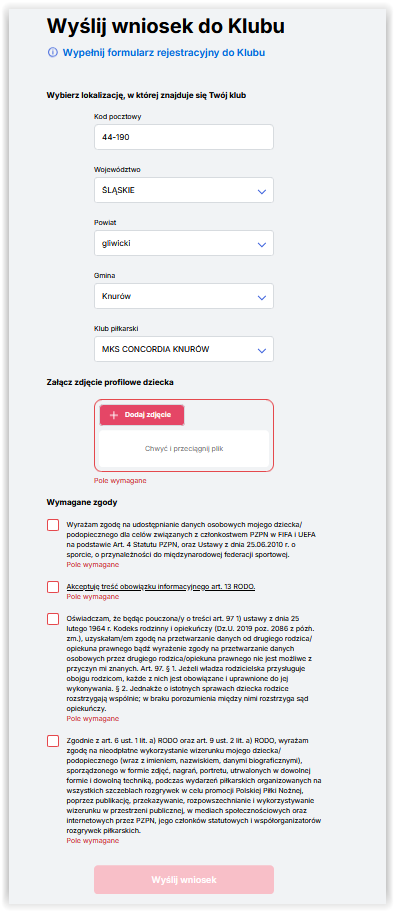 Wyślij wniosek do Klubu
Wypełnij formularz rejestracyjny do Klubu
Wybierz lokalizację, w której znajduje się Twój klub
Kod pocztowy
44-190
Województwo
ŚLĄSKIE
Powiat
gliwicki
Gmina
Knurów
Klub piłkarski
MKS CONCORDIA KNURÓW
Załącz zdjęcie profilowe dziecka
Dodaj zdjęcie
Chwyć i przeciągnij plik
Pole wymagane
Wymagane zgody
Wyrażam zgodę na udostępnianie danych osobowych mojego dziecka/
podopiecznego dla celów związanych z członkostwem PZPN w FIFA i UEFA
na podstawie Art. 4 Statutu PZPN, oraz Ustawy z dnia 25.06.2010 r. o
sporcie, o przynależności do międzynarodowej federacji sportowej.
Pole wymagane
Akceptuję treść obowiązku informacyjnego art. 13 RODO.
Pole wymagane
Oświadczam, że będąc pouczona/y o treści art. 97 1) ustawy z dnia 25
lutego 1964 r. Kodeks rodzinny i opiekuńczy (Dz.U. 2019 poz. 2086 z późn.
zm.), uzyskałam/em zgodę na przetwarzanie danych od drugiego rodzica/
opiekuna prawnego bądź wyrażenie zgody na przetwarzanie danych
osobowych przez drugiego rodzica/opiekuna prawnego nie jest możliwe z
przyczyn mi znanych. Art. 97. § 1. Jeżeli władza rodzicielska przysługuje
obojgu rodzicom, każde z nich jest obowiązane i uprawnione do jej
wykonywania. § 2. Jednakże o istotnych sprawach dziecka rodzice
rozstrzygają wspólnie; w braku porozumienia między nimi rozstrzyga sąd
opiekuńczy.
Pole wymagane
Zgodnie z art. 6 ust. 1 lit. a) RODO oraz art. 9 ust. 2 lit. a) RODO, wyrażam
zgodę na nieodpłatne wykorzystanie wizerunku mojego dziecka/
podopiecznego (wraz z imieniem, nazwiskiem, danymi biograficznymi),
sporządzonego w formie zdjęć, nagrań, portretu, utrwalonych w dowolnej
formie i dowolną techniką, podczas wydarzeń piłkarskich organizowanych na
wszystkich szczeblach rozgrywek w celu promocji Polskiej Piłki Nożnej,
poprzez publikację, przekazywanie, rozpowszechnianie i wykorzystywanie
wizerunku w przestrzeni publicznej, w mediach społecznościowych oraz
internetowych przez PZPN, jego członków statutowych i współorganizatorów
rozgrywek piłkarskich.
Pole wymagane
Wyślij wniosek